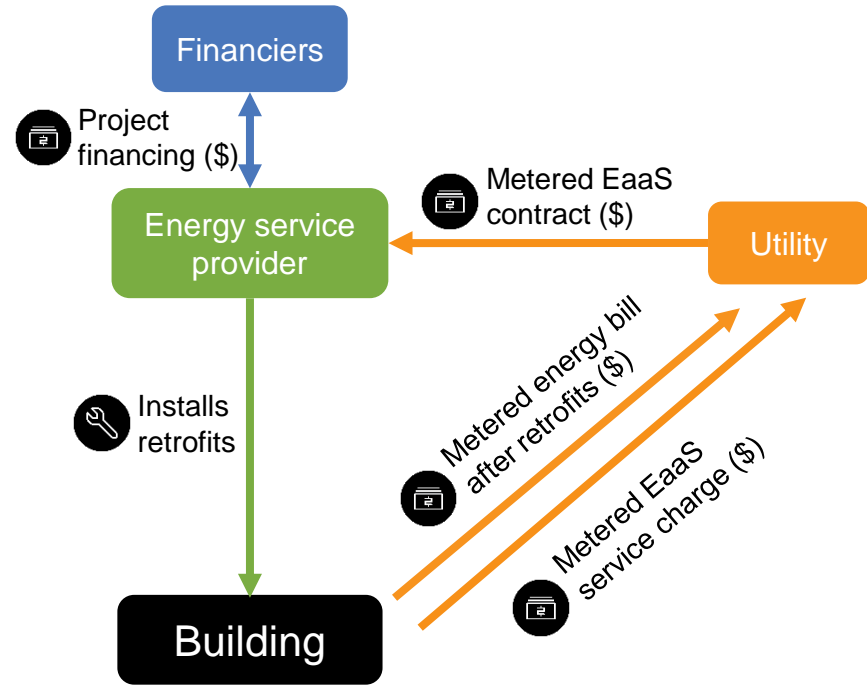 Financiers
Project
financing ($)
Metered EaaS
contract ($)
Energy service
provider
Utility
Metered energy bill
after retrofits ($)
Installs
retrofits
Metered EaaS
service charge ($)
Building